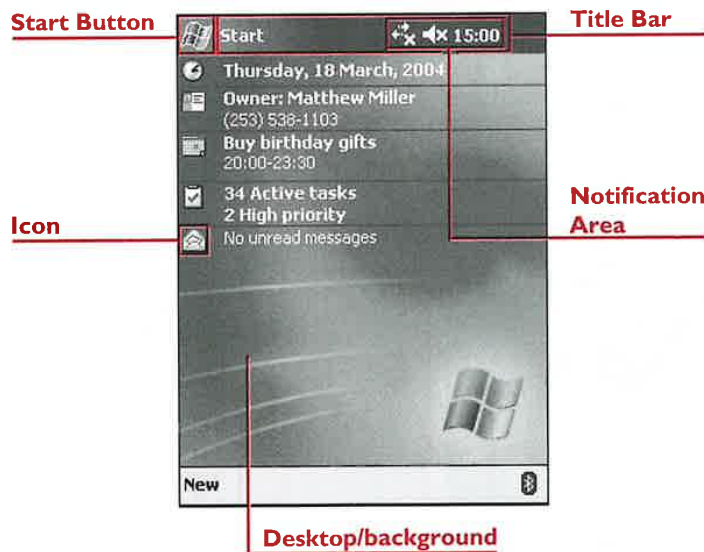 Start Button
Title Bar
Start 15:00
Thursday, 18 March, 2004
Owner: Matthew Miller
(253) 538-1103
Buy birthday gifts
20:00-23:30
34 Active tasks
2 High priority
Notification
Area
Icon
No unread messages
New
Desktop/background